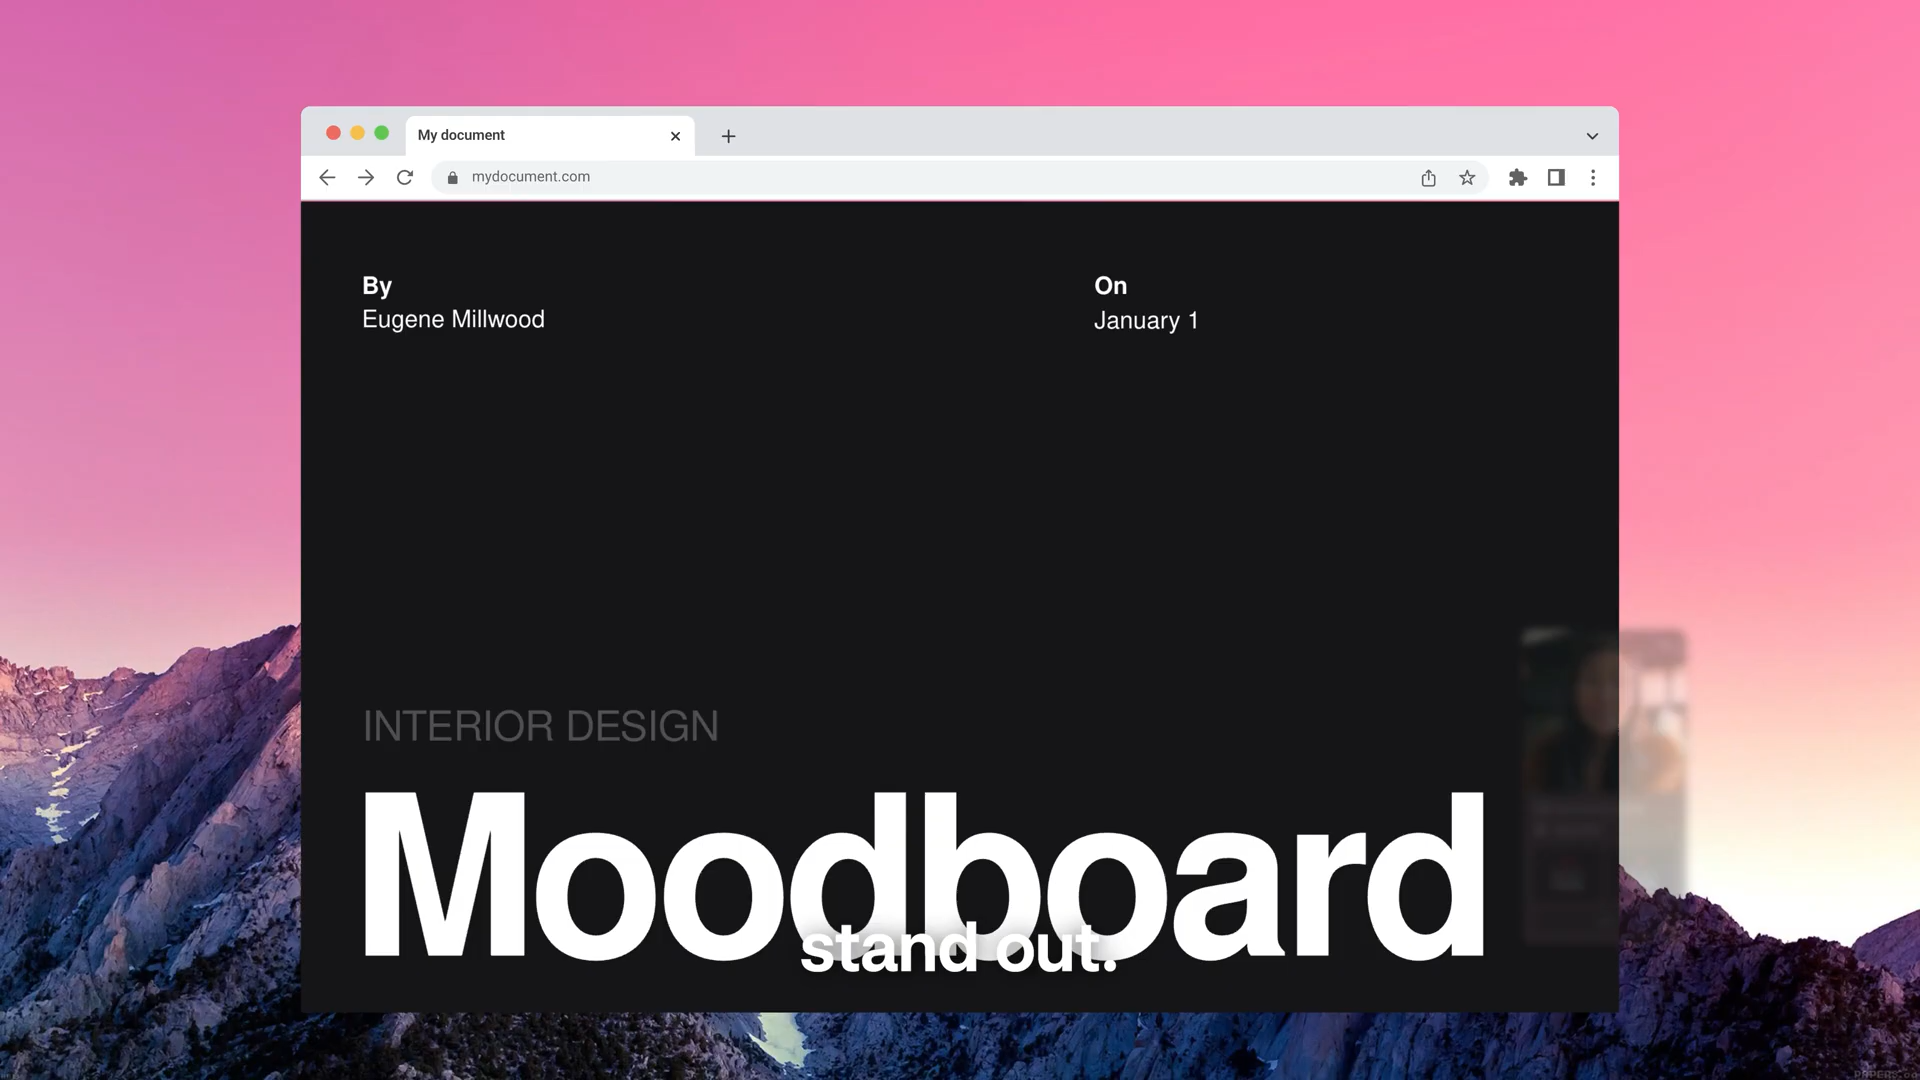 My document
mydocument.com
By
Eugene Millwood
On
January 1
INTERIOR DESIGN
Moodboard
stand out.